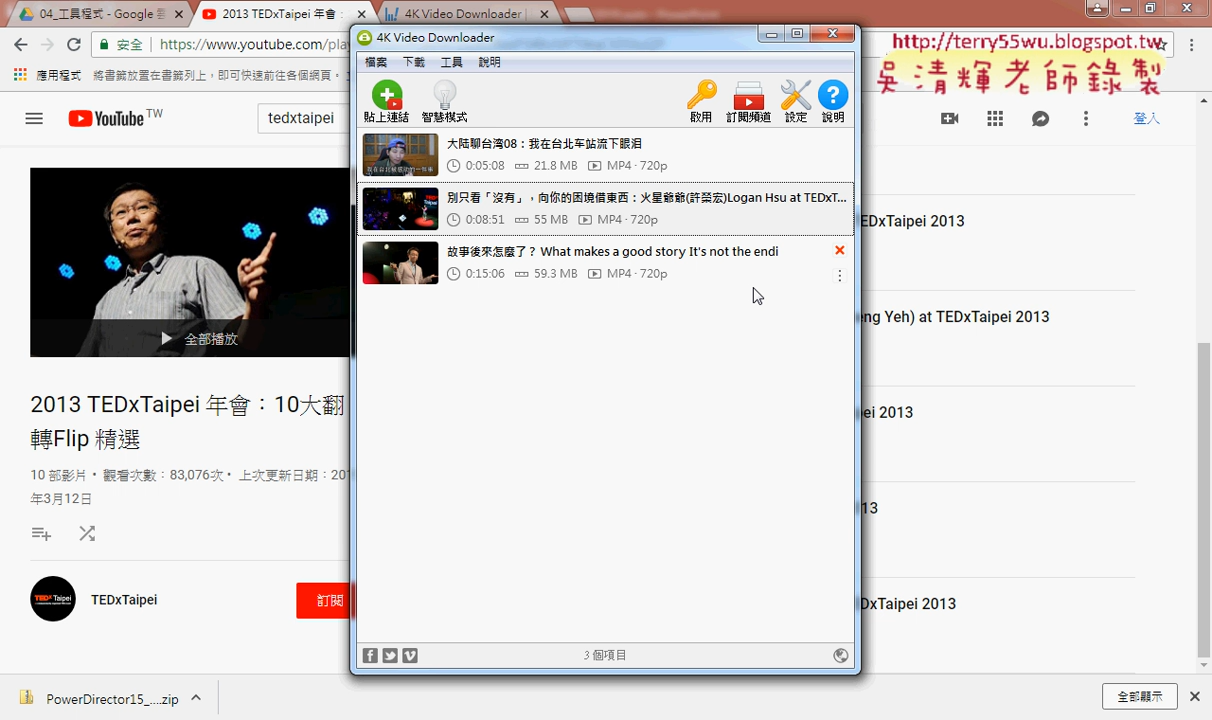 04_工具程式 - Google 雲
2013 TEDxTaipei 年會：
4K Video Downloader |
安全
https://www.youtube.com/play
http://terry55wu.blogspot.tw
吳清輝老師錄製
應用程式
將書籤放置在書籤列上，即可快速前往各個網頁。
YouTube TW
tedxtaipei
登入
全部播放
2013 TEDxTaipei 年會：10大翻
轉Flip 精選
10 部影片 • 觀看次數：83,076次 • 上次更新日期：201
年3月12日
TEDxTaipei
訂閱
4K Video Downloader
檔案 下載 工具 說明
貼上連結
智慧模式
啟用
訂閱頻道
設定
說明
大陆聊台湾08：我在台北车站流下眼泪
0:05:08 21.8 MB MP4 · 720p
別只看「沒有」，向你的困境借東西：火星爺爺(許榮宏)Logan Hsu at TEDxT...
0:08:51 55 MB MP4 · 720p
故事後來怎麼了？ What makes a good story It's not the endi
0:15:06 59.3 MB MP4 · 720p
3 個項目
EDxTaipei 2013
eng Yeh) at TEDxTaipei 2013
ei 2013
13
DxTaipei 2013
PowerDirector15_....zip
全部顯示